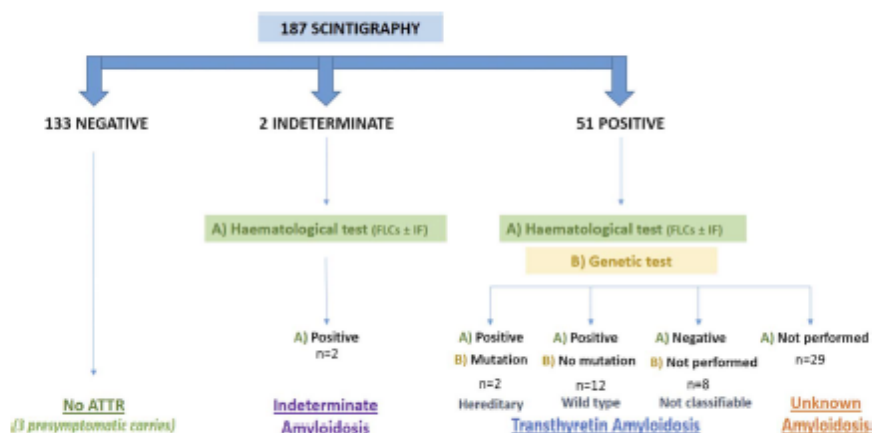 187 SCINTIGRAPHY
133 NEGATIVE
2 INDETERMINATE
51 POSITIVE
A) Haematological test (FLCs ± IF)
A) Haematological test (FLCs ± IF)
B) Genetic test
A) Positive
n=2
A) Positive
B) Mutation
n=2
Hereditary
A) Positive
B) No mutation
n=12
Wild type
A) Negative
B) Not performed
n=8
Not classifiable
A) Not performed
n=29
No ATTR
(3 presymptomatic carries)
Indeterminate
Amyloidosis
Transthyretin Amyloidosis
Unknown
Amyloidosis